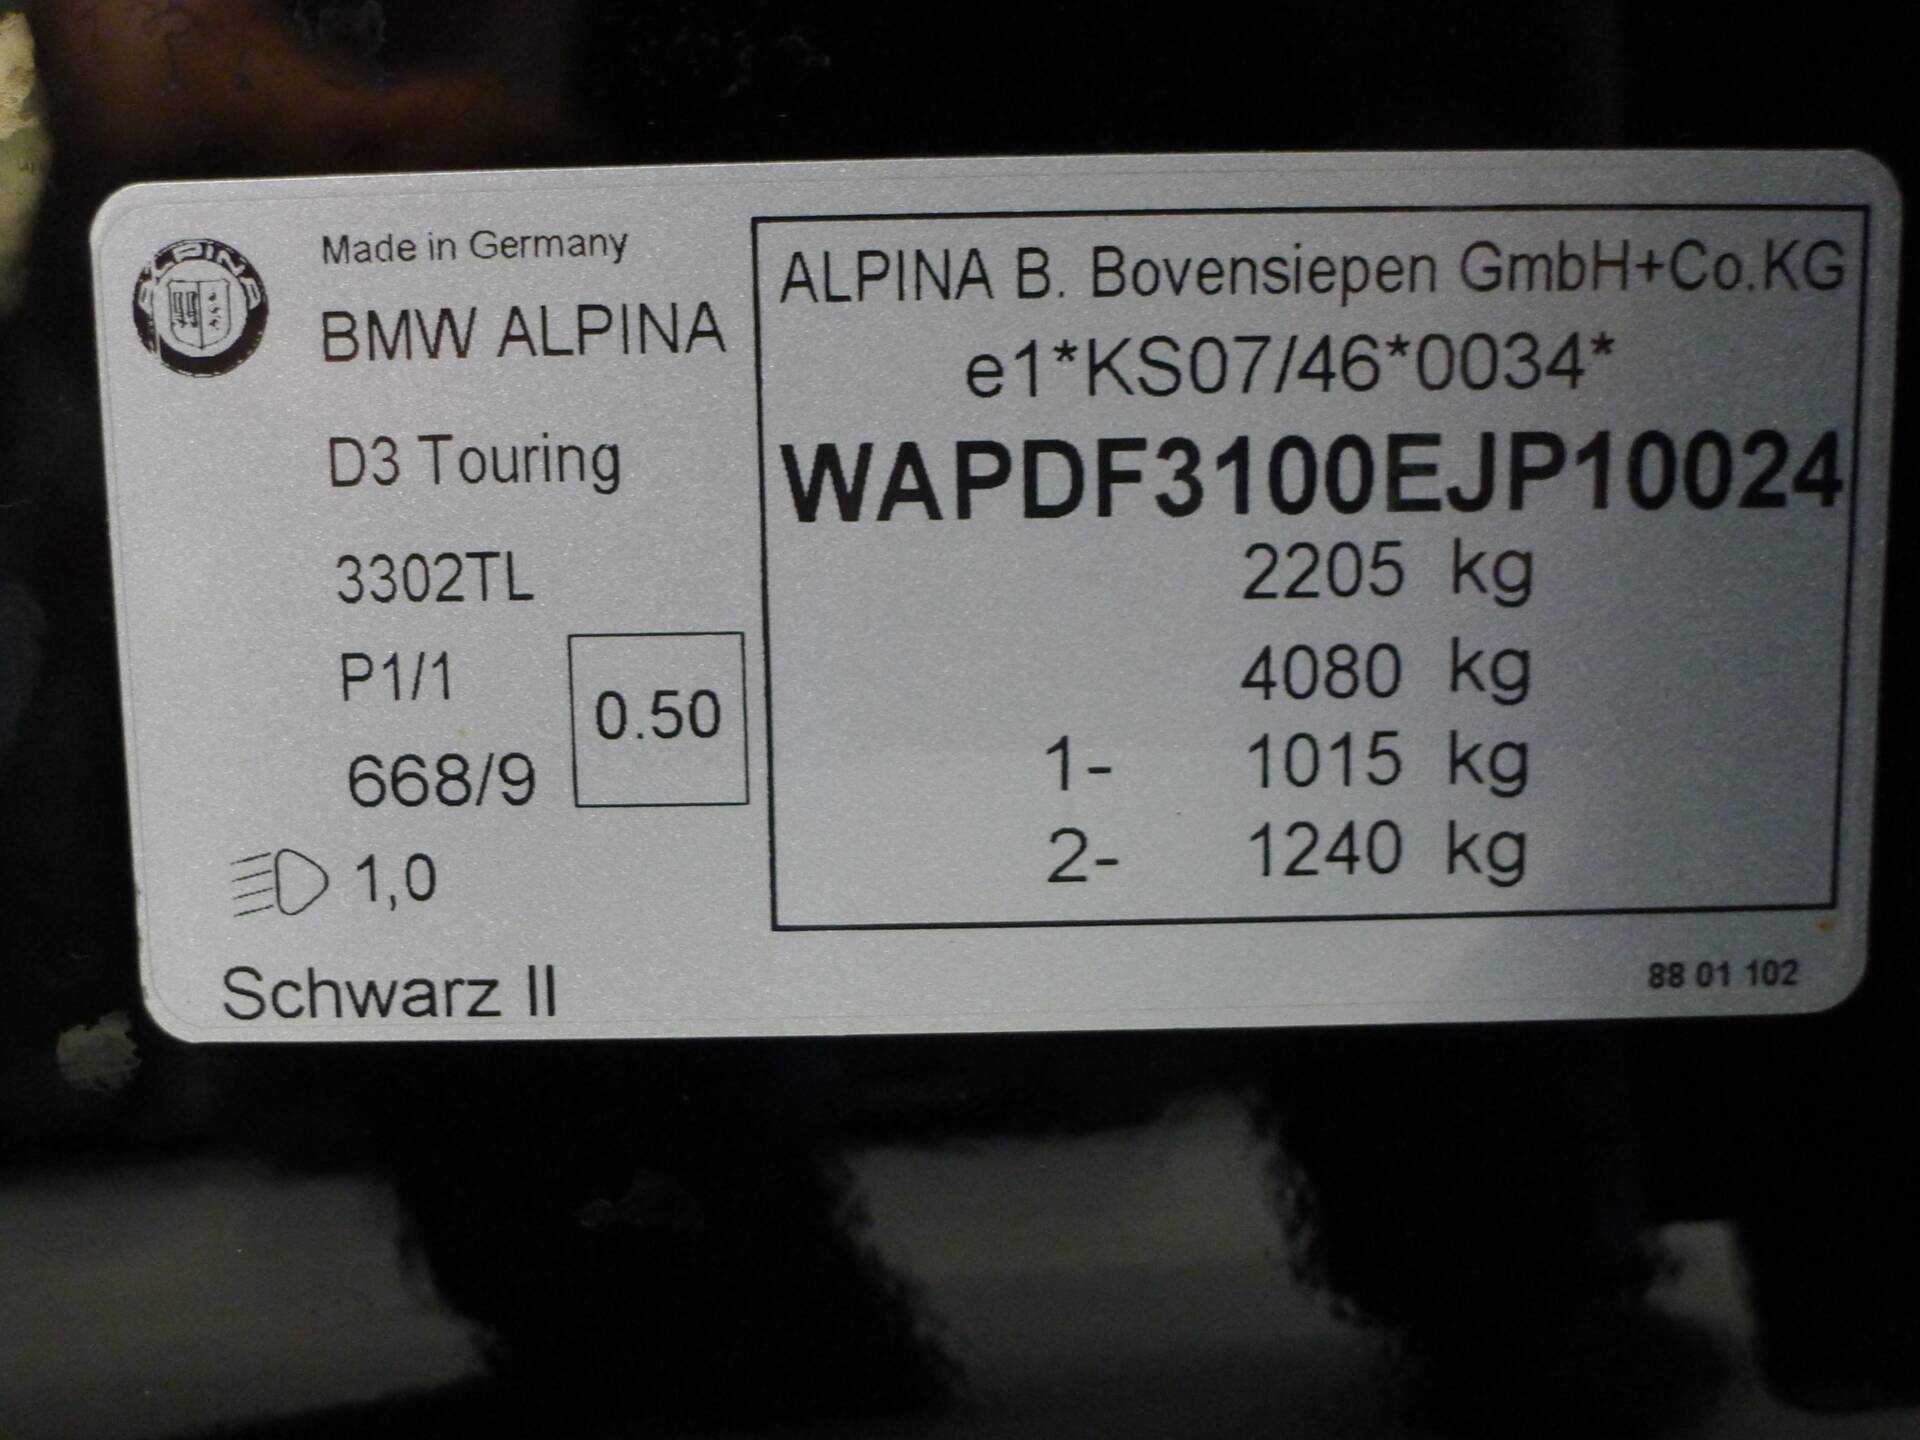 ALPINA
Made in Germany
BMW ALPINA
D3 Touring
3302TL
P1/1
0.50
668/9
1,0
Schwarz II
ALPINA B. Bovensiepen GmbH+Co.KG
e1*KS07/46*0034*
WAPDF3100EJP10024
2205 kg
4080 kg
1- 1015 kg
2- 1240 kg
88 01 102